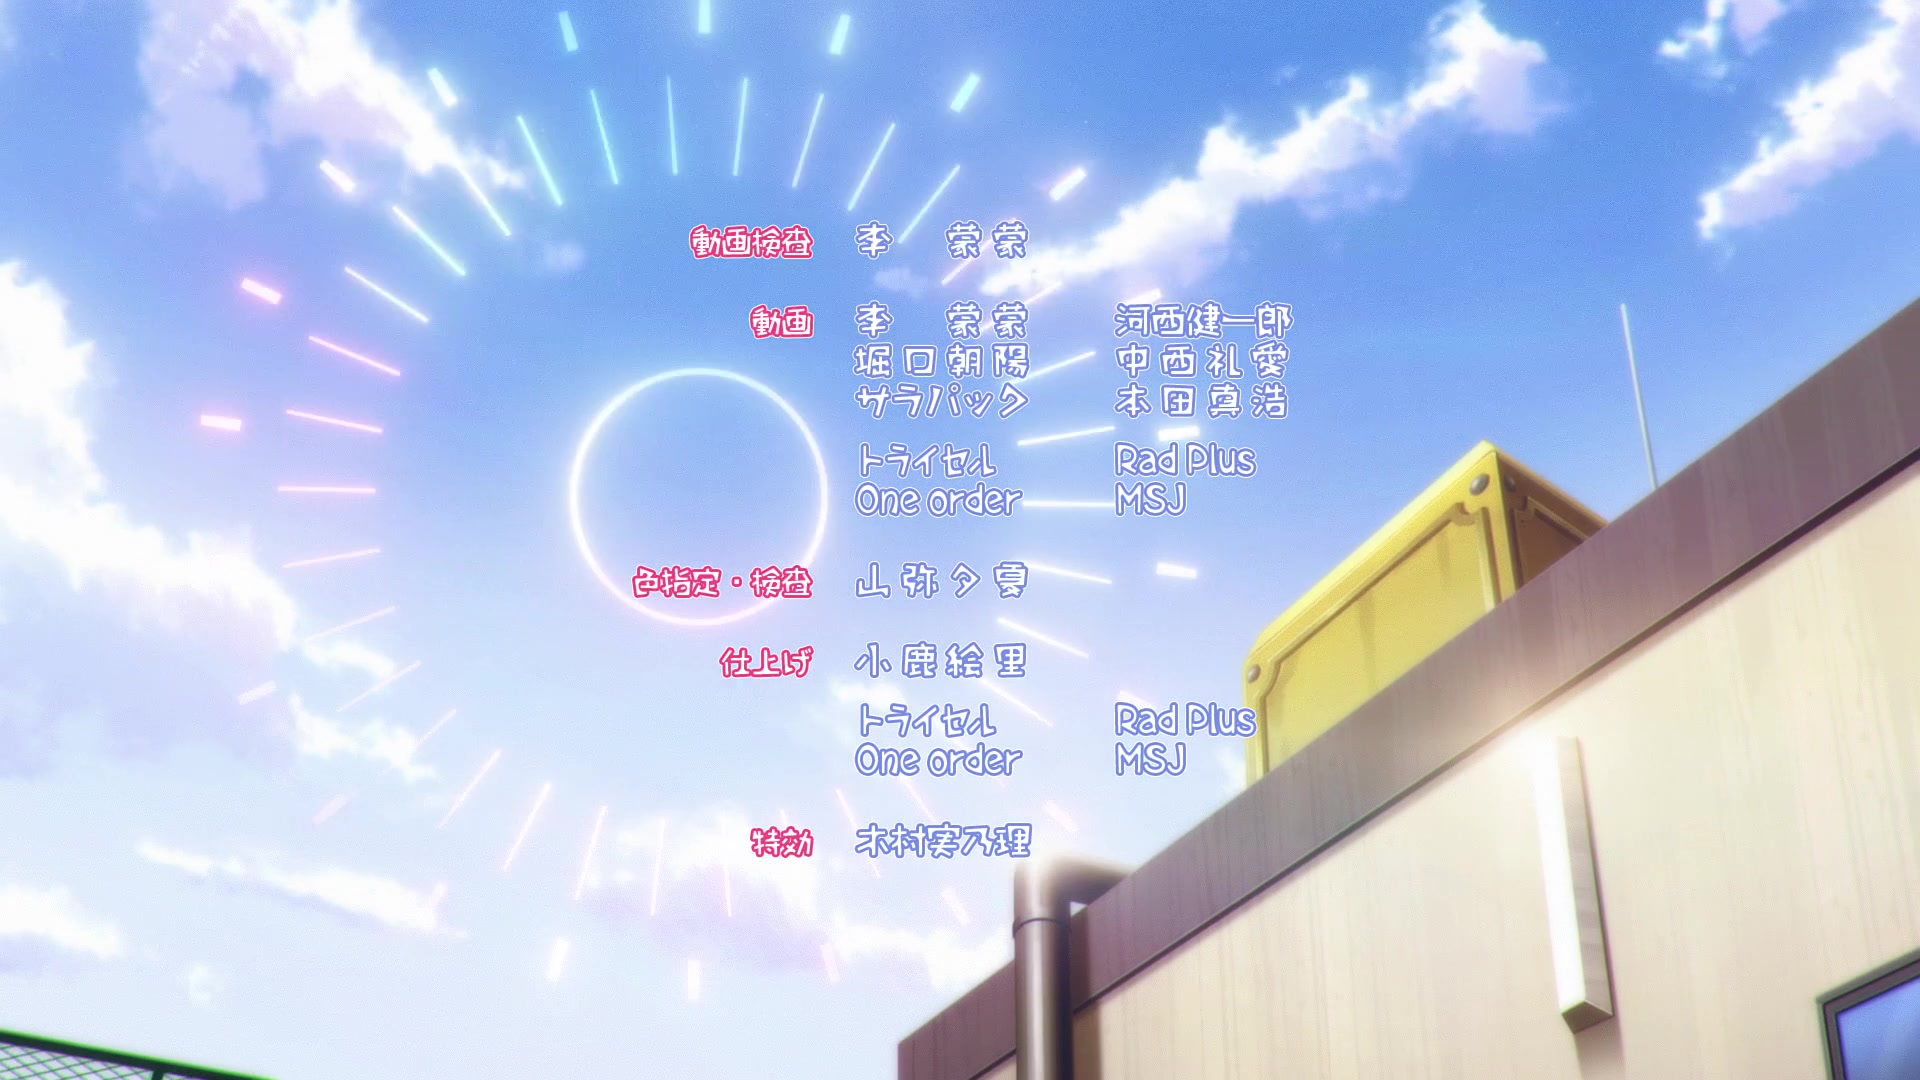 動画検査 李 蒙蒙
動画 李 蒙蒙 河西健一郎
堀口朝陽 中西礼愛
サラパック 本田真浩
トライセル Rad Plus
One order MSJ
色指定・検査 山弥夕夏
仕上げ 小鹿絵里
トライセル Rad Plus
One order MSJ
特効 木村実乃理